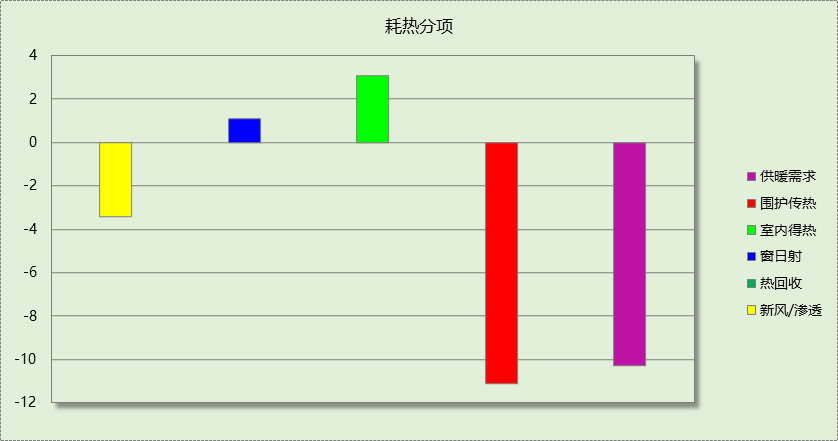 耗热分项
4
2
0
-2
-4
-6
-8
-10
-12
供暖需求
围护传热
室内得热
窗日射
热回收
新风/渗透